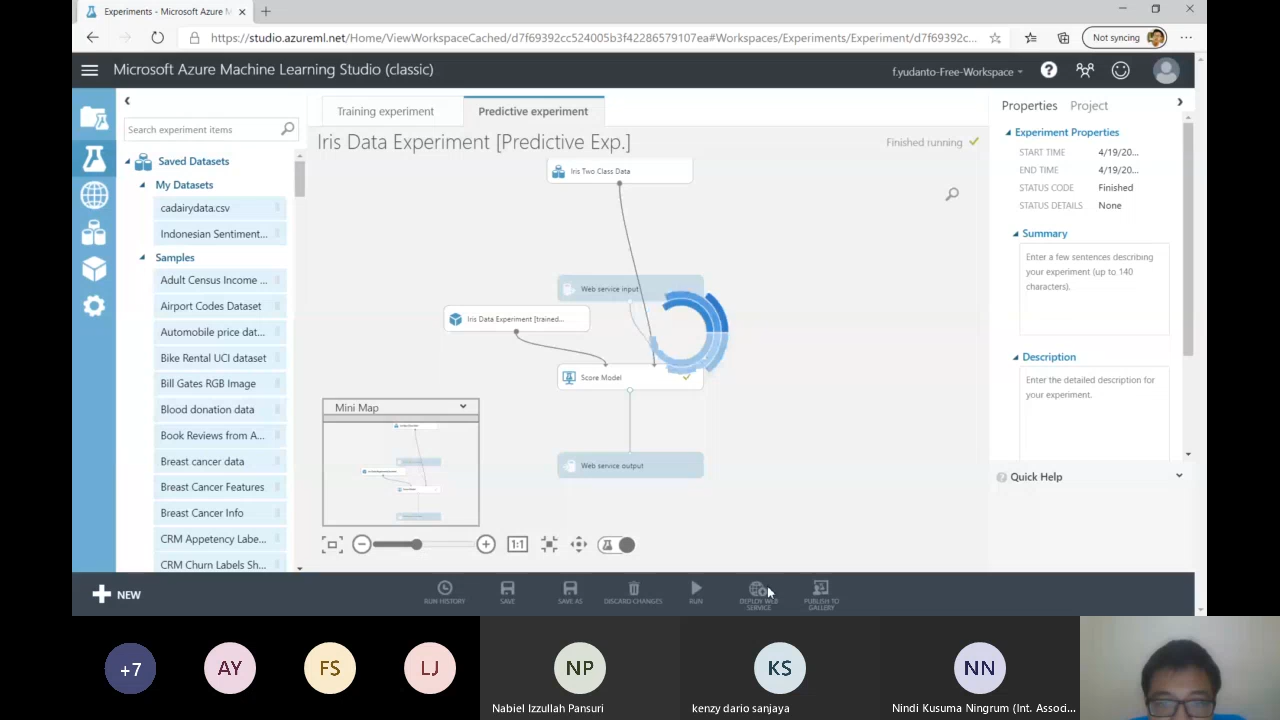 Experiments - Microsoft Azure M
https://studio.azureml.net/Home/ViewWorkspaceCached/d7f69392cc524005b3f42286579107ea#Workspaces/Experiments/Experiment/d7f69392c...
Not syncing
Microsoft Azure Machine Learning Studio (classic)
f.yudanto-Free-Workspace
Training experiment
Predictive experiment
Properties
Project
Search experiment items
Iris Data Experiment [Predictive Exp.]
Finished running
Saved Datasets
My Datasets
cadairydata.csv
Indonesian Sentiment...
Samples
Adult Census Income ...
Airport Codes Dataset
Automobile price dat...
Bike Rental UCI dataset
Bill Gates RGB Image
Blood donation data
Book Reviews from A...
Breast cancer data
Breast Cancer Features
Breast Cancer Info
CRM Appetency Labe...
CRM Churn Labels Sh...
Iris Two Class Data
Web service input
Iris Data Experiment [trained...
Score Model
Web service output
Mini Map
1:1
Experiment Properties
START TIME 4/19/20...
END TIME 4/19/20...
STATUS CODE Finished
STATUS DETAILS None
Summary
Enter a few sentences describing
your experiment (up to 140
characters).
Description
Enter the detailed description for
your experiment.
Quick Help
NEW
RUN HISTORY
SAVE
SAVE AS
DISCARD CHANGES
RUN
DEPLOY WEB
SERVICE
PUBLISH TO
GALLERY
+7
AY
FS
LJ
NP
KS
NN
Nabiel Izzullah Pansuri
kenzy dario sanjaya
Nindi Kusuma Ningrum (Int. Associ...